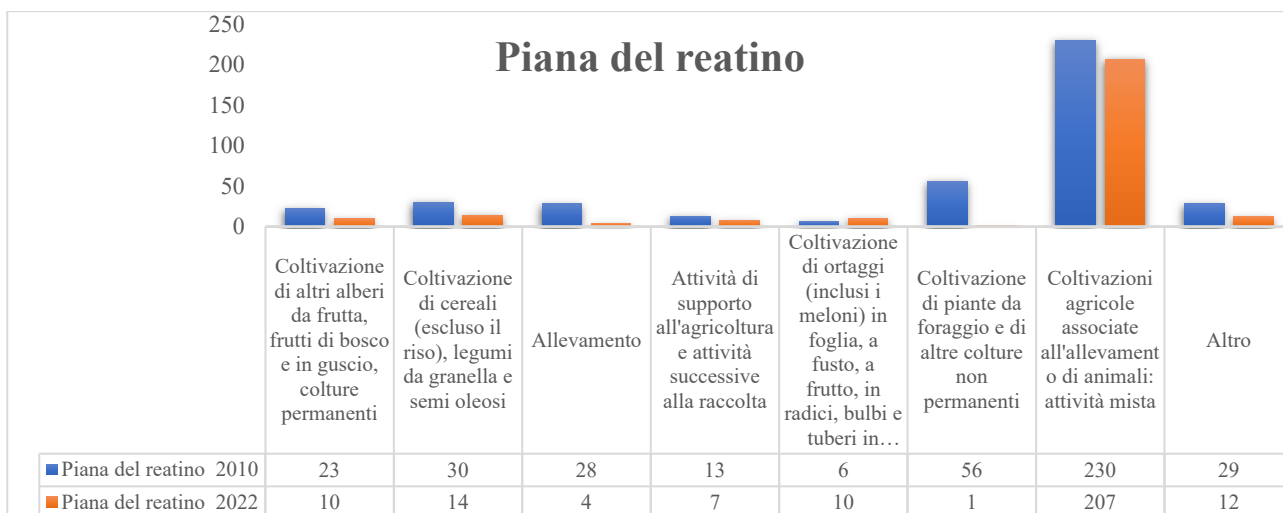 250
Piana del reatino
200
150
100
50
0
Coltivazione
di altri alberi
da frutta,
frutti di bosco
e in guscio,
colture
permanenti
Coltivazione
di cereali
(escluso il
riso), legumi
da granella e
semi oleosi
Allevamento
Attività di
supporto
all'agricoltura
e attività
successive
alla raccolta
Coltivazione
di ortaggi
(inclusi i
meloni) in
foglia, a
fusto, a
frutto, in
radici, bulbi e
tuberi in…
Coltivazione
di piante da
foraggio e di
altre colture
non
permanenti
Coltivazioni
agricole
associate
all'allevament
o di animali:
attività mista
Altro
Piana del reatino 2010 23 30 28 13 6 56 230 29
Piana del reatino 2022 10 14 4 7 10 1 207 12